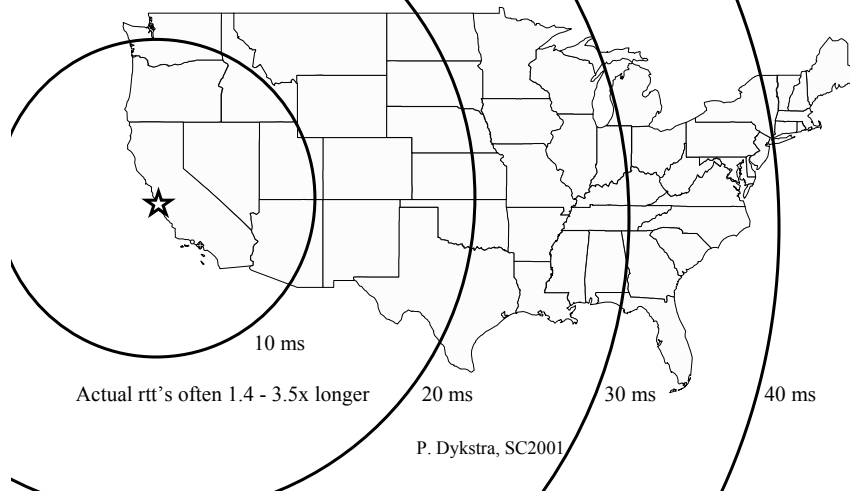 10 ms
Actual rtt's often 1.4 - 3.5x longer
20 ms
30 ms
40 ms
P. Dykstra, SC2001